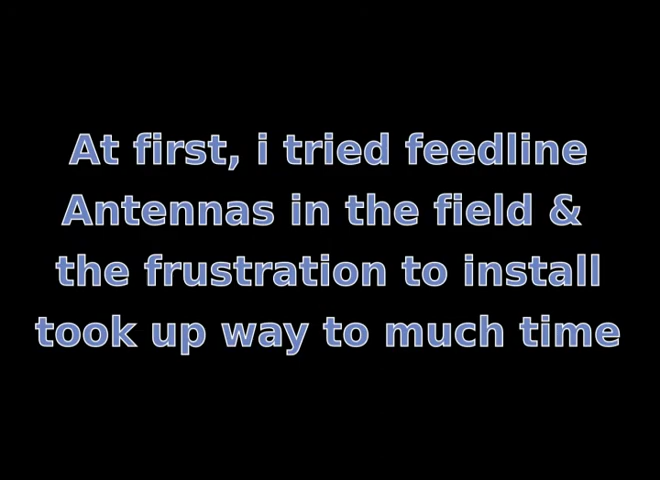 At first, i tried feedline
Antennas in the field &
the frustration to install
took up way to much time